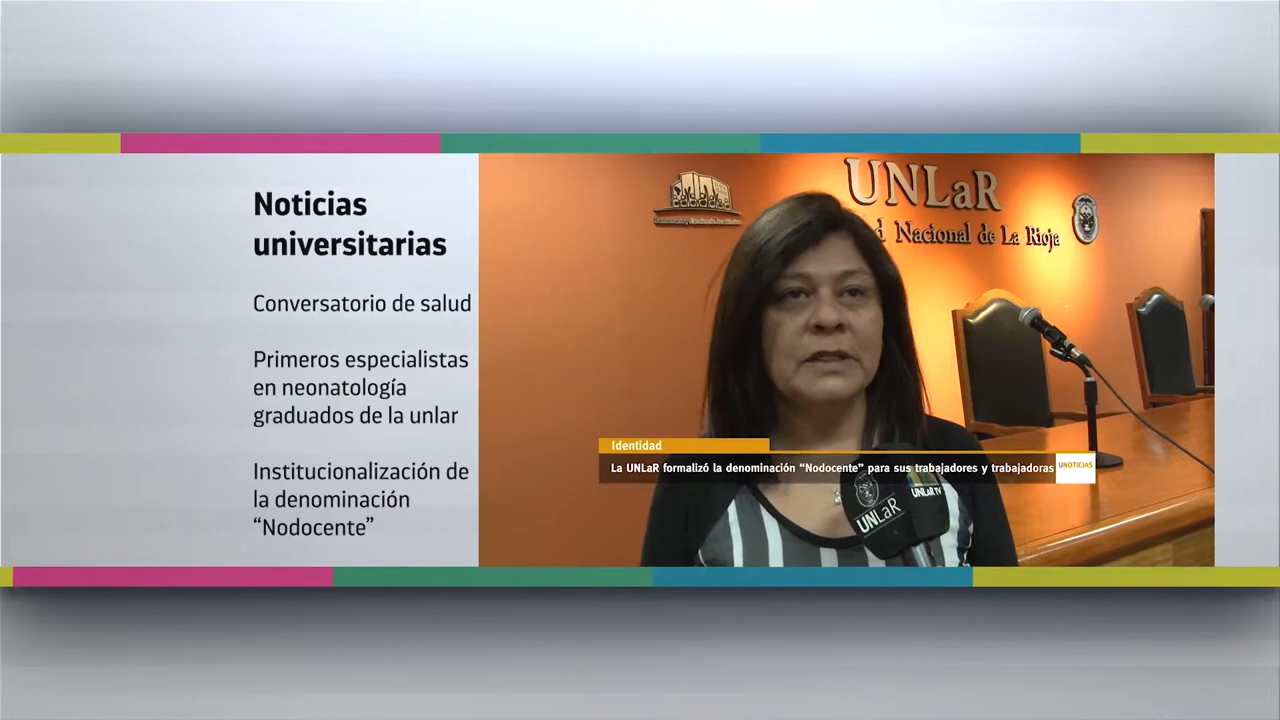 Noticias
universitarias
Conversatorio de salud
Primeros especialistas
en neonatología
graduados de la unlar
Institucionalización de
la denominación
“Nodocente”
UNLaR
d Nacional de La Rioja
Identidad
La UNLaR formalizó la denominación “Nodocente” para sus trabajadores y trabajadoras
UNOTICIAS
UNLaR
UNLaR TV